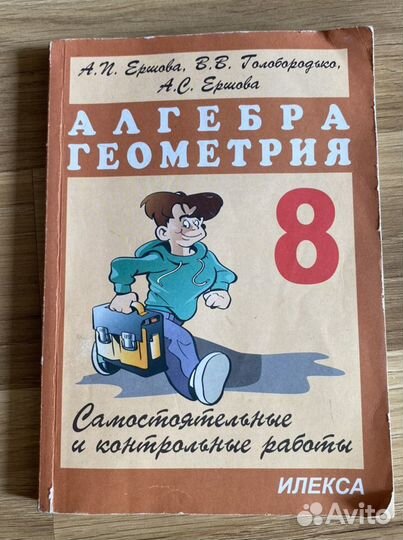 А.П. Ершова, В.В. Голобородько,
А.С. Ершова
АЛГЕБРА
ГЕОМЕТРИЯ
8
Самостоятельные
и контрольные работы
ИЛЕКСА
Avito